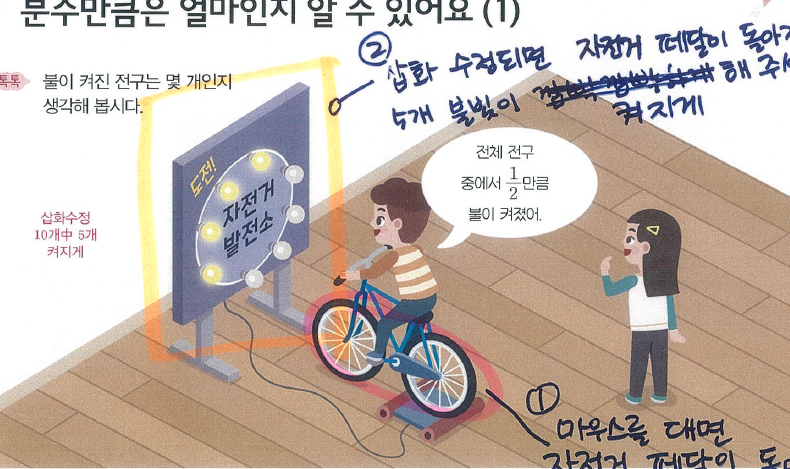 분수만큼은 얼마인지 알 수 있어요 (1)
톡톡
불이 켜진 전구는 몇 개인지
생각해 봅시다.
② 삽화 수정되면 자전거 페달이
5개 불빛이 해 주세
켜지게
도전!
자전거
발전소
전체 전구
중에서 1/2만큼
불이 켜졌어.
삽화수정
10개中 5개
켜지게
① 마우스를 대면
자전거 페달이